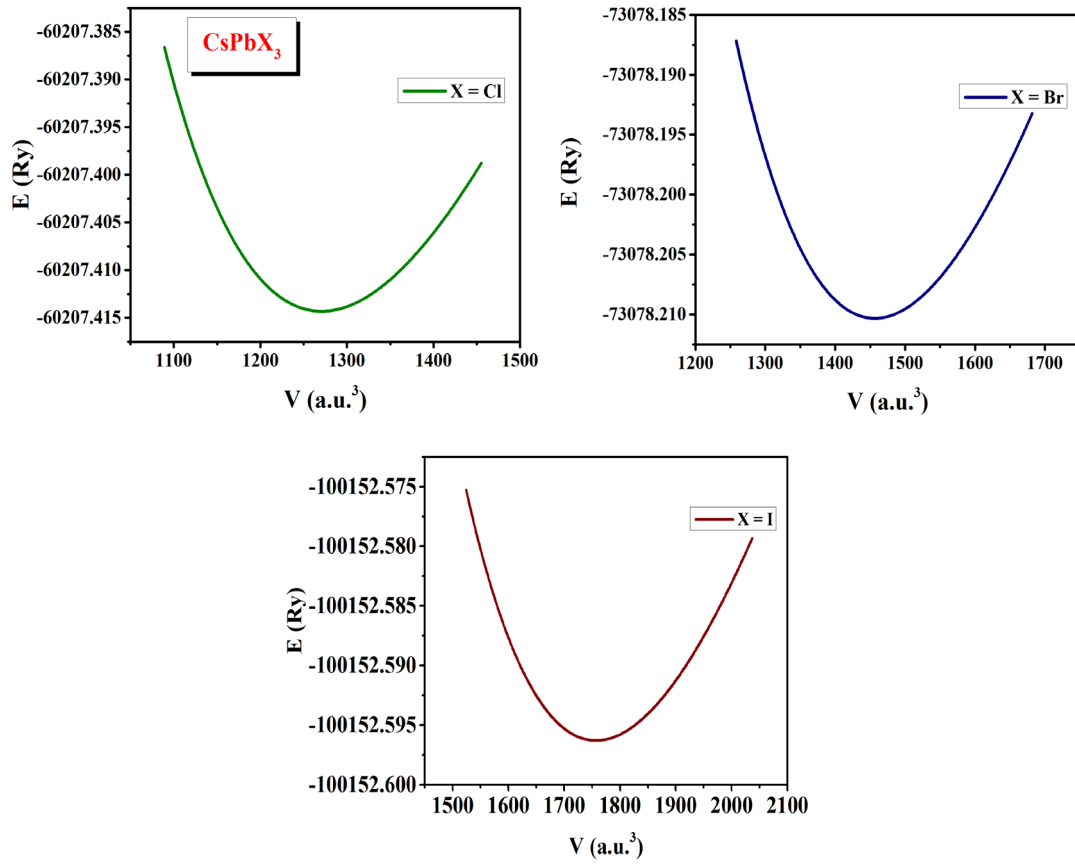 CsPbX3
X = Cl
E (Ry)
-60207.385
-60207.390
-60207.395
-60207.400
-60207.405
-60207.410
-60207.415
1100 1200 1300 1400 1500
V (a.u.3)
X = Br
E (Ry)
-73078.185
-73078.190
-73078.195
-73078.200
-73078.205
-73078.210
1200 1300 1400 1500 1600 1700
V (a.u.3)
X = I
E (Ry)
-100152.575
-100152.580
-100152.585
-100152.590
-100152.595
-100152.600
1500 1600 1700 1800 1900 2000 2100
V (a.u.3)